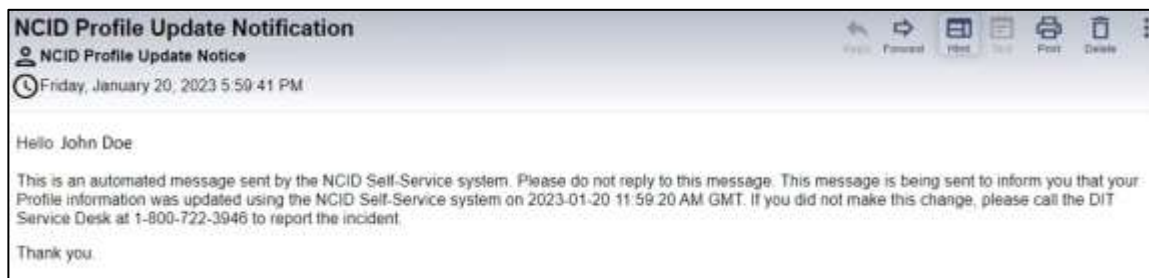 NCID Profile Update Notification
Reply Forward Html Text Print Delete
NCID Profile Update Notice
Friday, January 20, 2023 5:59:41 PM
Hello John Doe
This is an automated message sent by the NCID Self-Service system. Please do not reply to this message. This message is being sent to inform you that your
Profile information was updated using the NCID Self-Service system on 2023-01-20 11:59:20 AM GMT. If you did not make this change, please call the DIT
Service Desk at 1-800-722-3946 to report the incident.
Thank you.